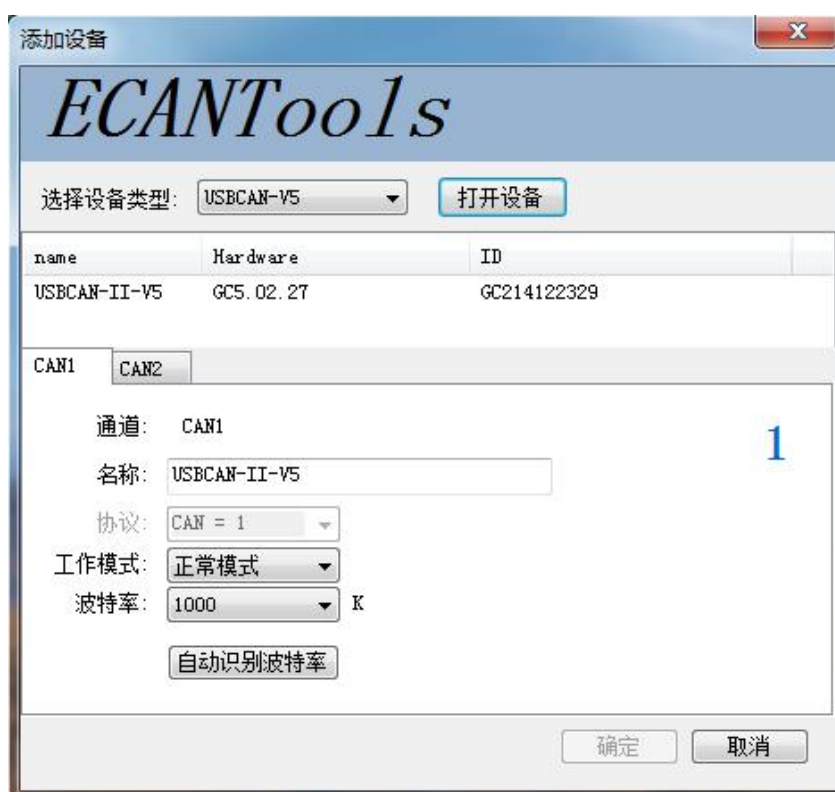 添加设备
ECANTools
选择设备类型: USBCAN-V5 打开设备
name Hardware ID
USBCAN-II-V5 GC5.02.27 GC214122329
CAN1 CAN2
通道: CAN1
1
名称: USBCAN-II-V5
协议: CAN = 1
工作模式: 正常模式
波特率: 1000 K
自动识别波特率
确定 取消